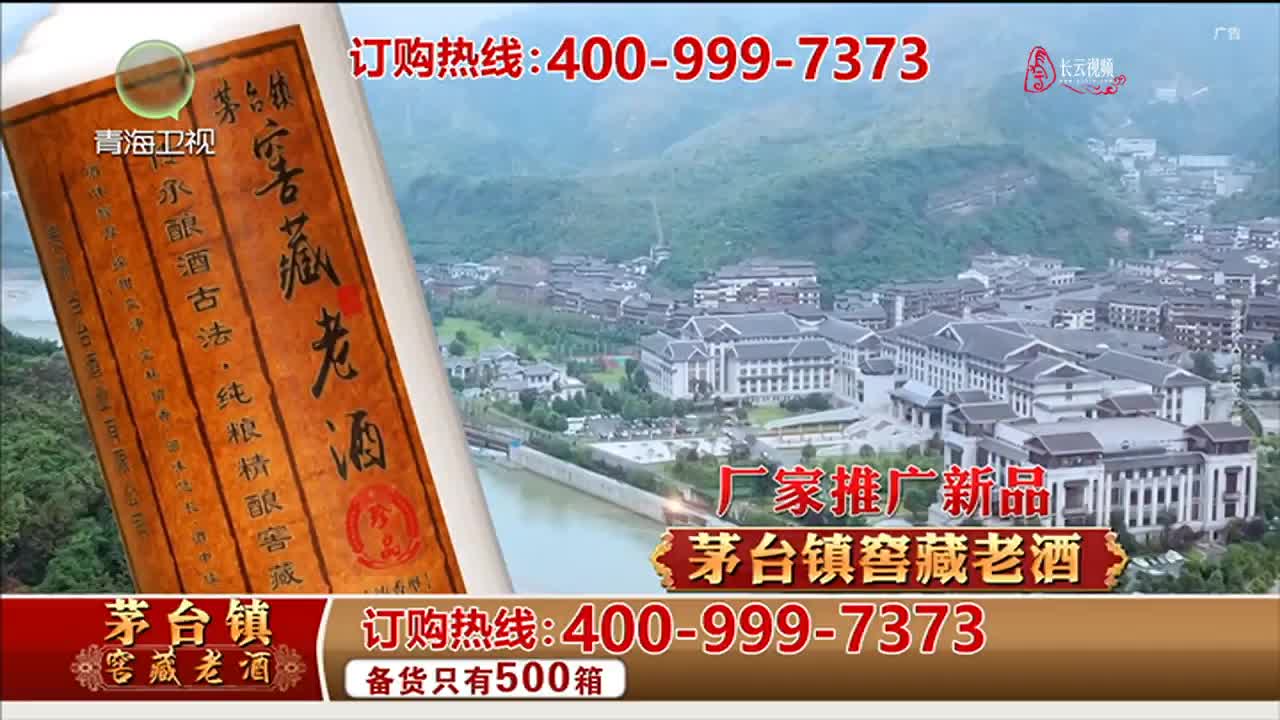 订购热线:400-999-7373
广告
长云视频
青海卫视
茅台镇
窖藏老酒
传承酿酒古法·纯粮精酿窖藏
珍品
厂家推广新品
茅台镇窖藏老酒
茅台镇
窖藏老酒
订购热线:400-999-7373
备货只有500箱